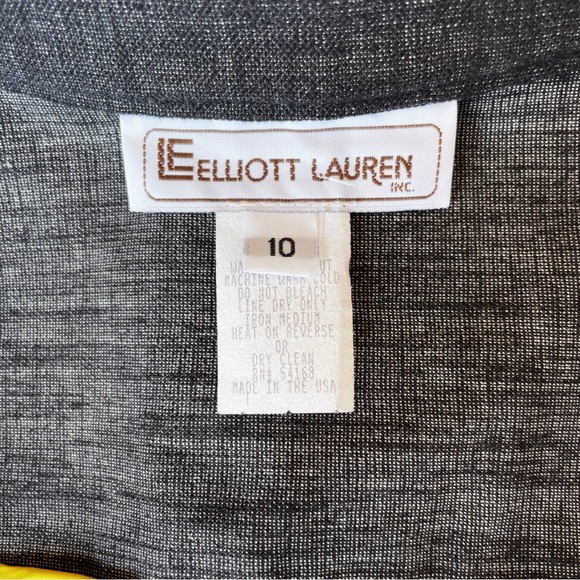 LE ELLIOTT LAUREN
INC.
10
MACHINE WASH COLD
DO NOT BLEACH
LINE DRY ONLY
IRON MEDIUM
HEAT ON REVERSE
OR
DRY CLEAN
RN# 54168
MADE IN THE USA